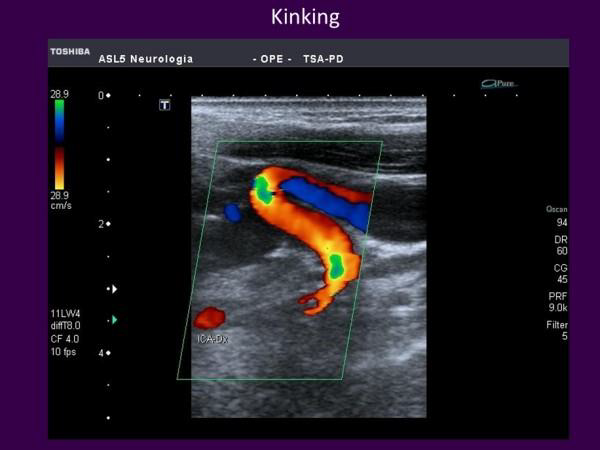 Kinking
TOSHIBA
ASL5 Neurologia - OPE - TSA-PD
aPure
28.9
28.9
cm/s
T
0
2
4
11LW4
diffT8.0
CF 4.0
10 fps
ICA-Dx
Qscan
94
DR
60
CG
45
PRF
9.0k
Filter
5